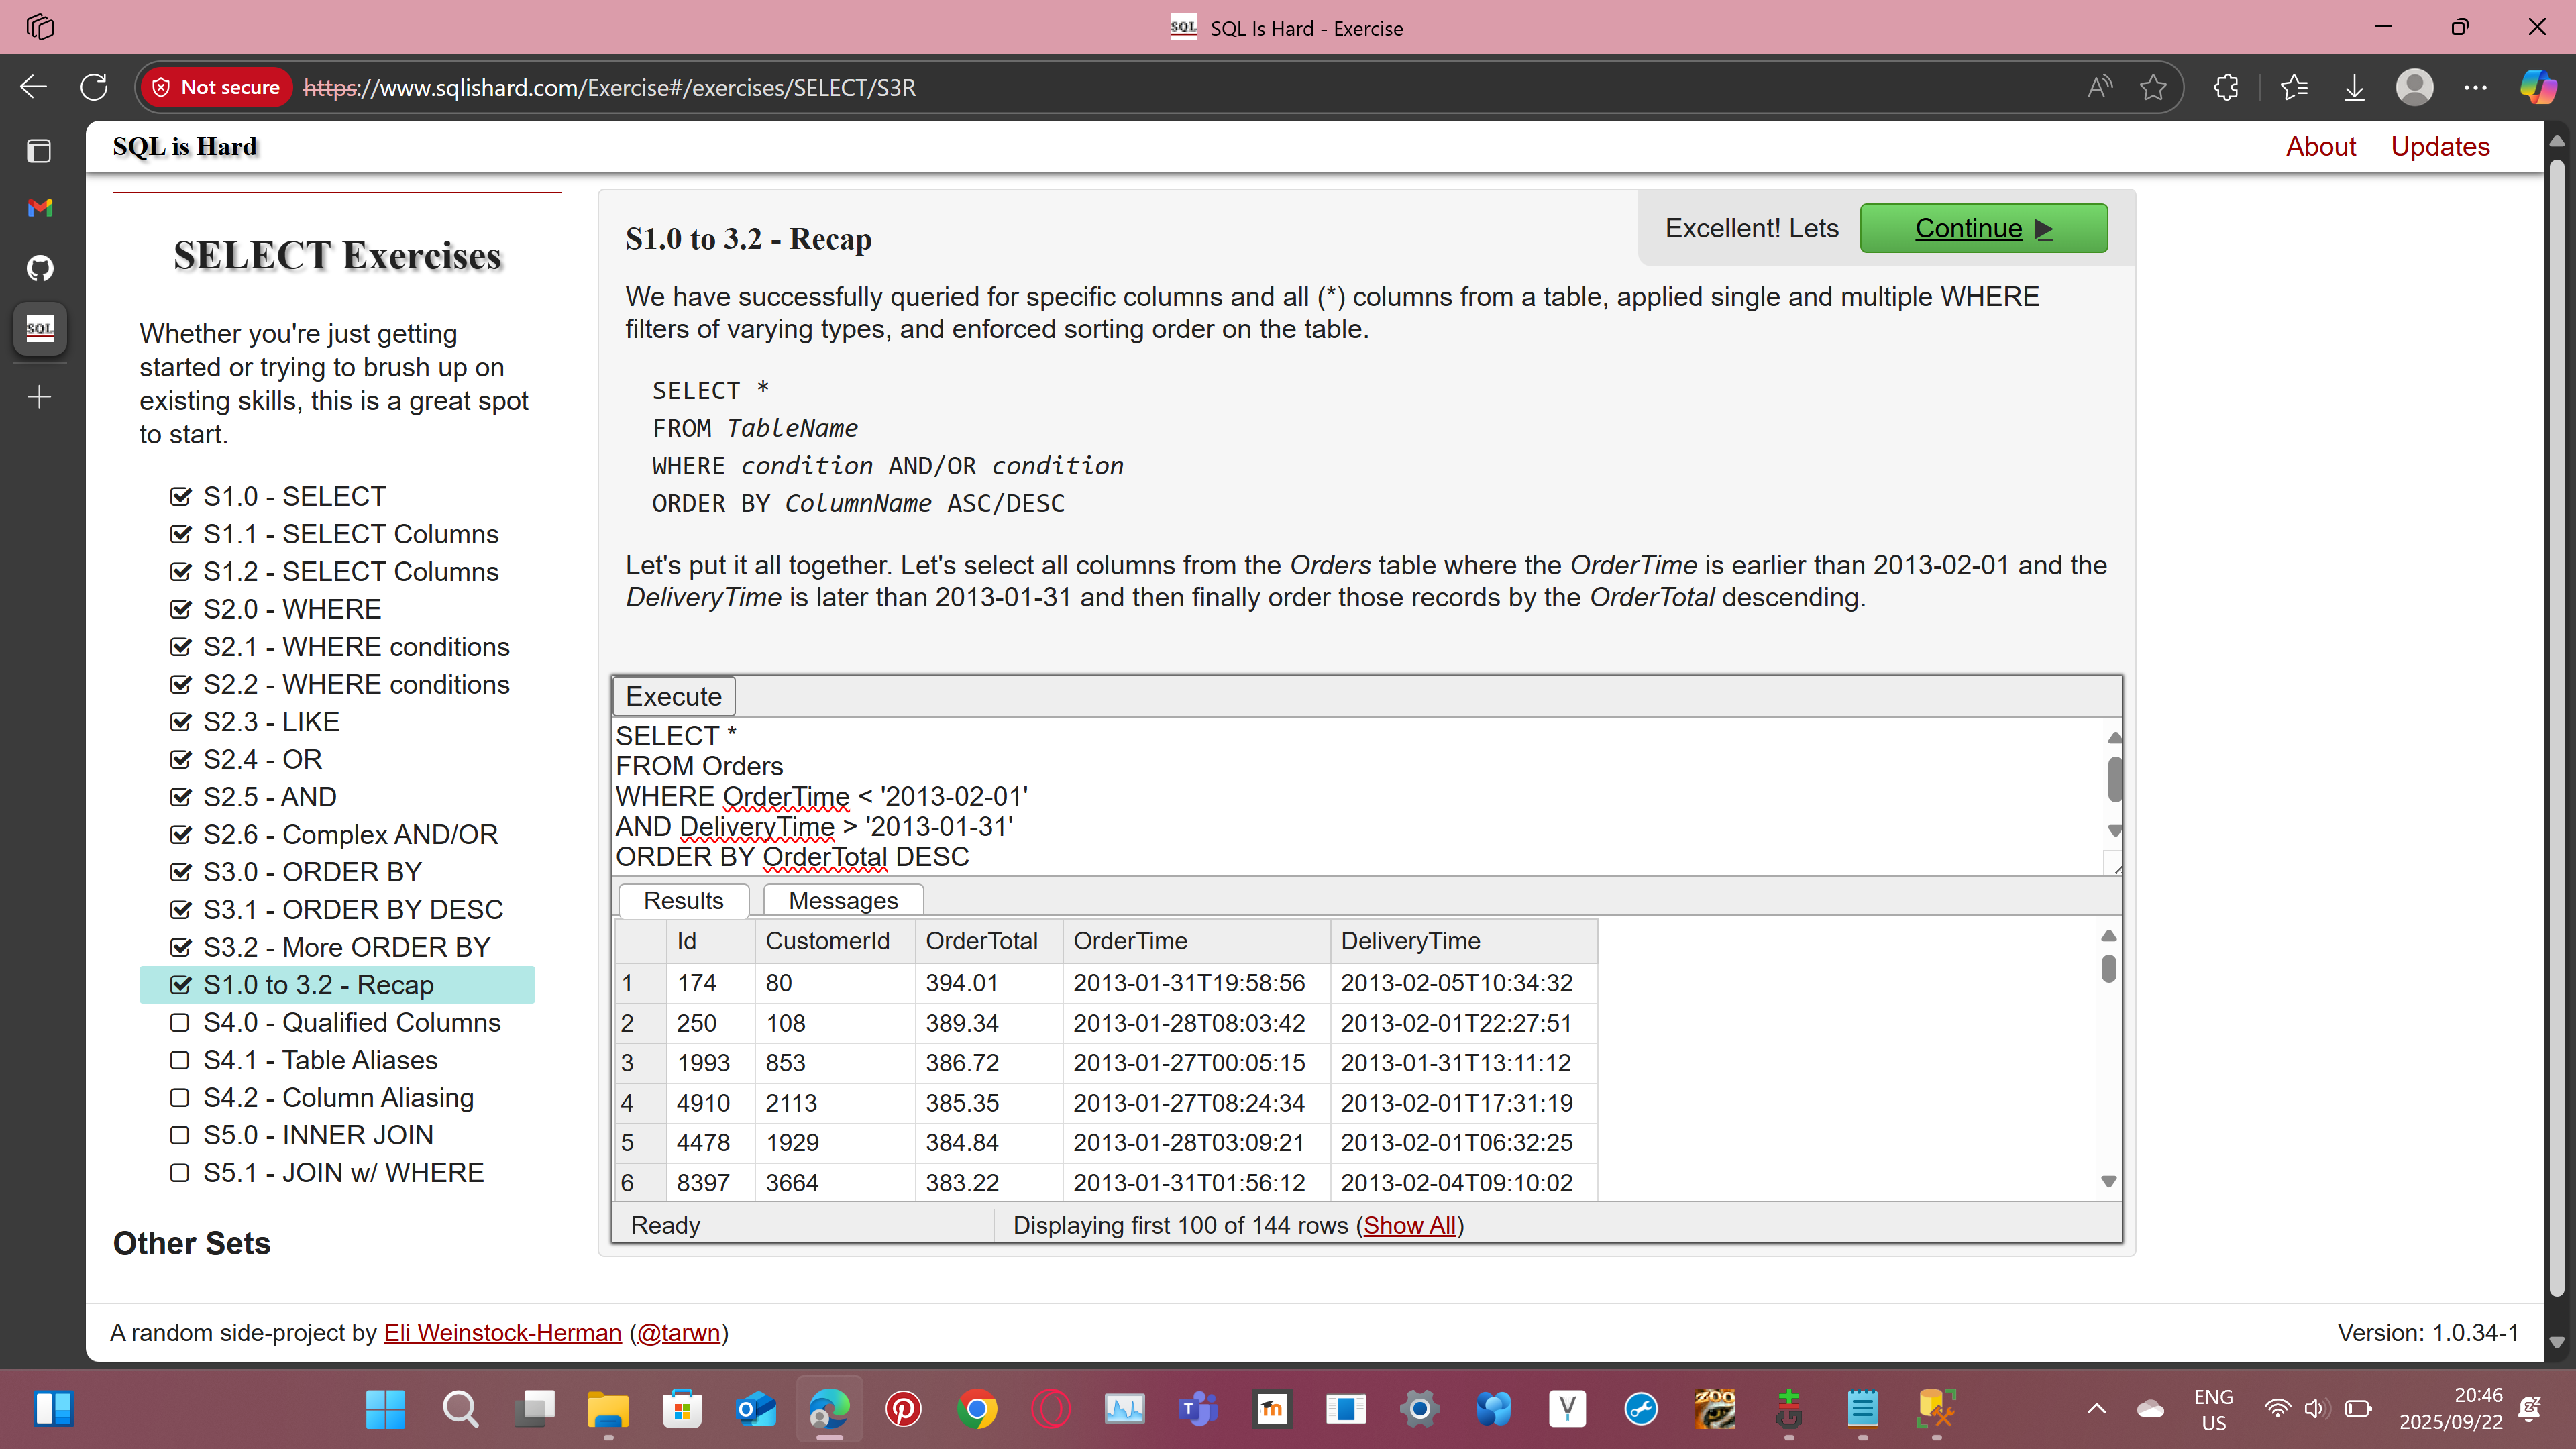 SQL Is Hard - Exercise
Not secure
https://www.sqlishard.com/Exercise#/exercises/SELECT/S3R
SQL is Hard
About
Updates
SELECT Exercises
Whether you're just getting
started or trying to brush up on
existing skills, this is a great spot
to start.
S1.0 - SELECT
S1.1 - SELECT Columns
S1.2 - SELECT Columns
S2.0 - WHERE
S2.1 - WHERE conditions
S2.2 - WHERE conditions
S2.3 - LIKE
S2.4 - OR
S2.5 - AND
S2.6 - Complex AND/OR
S3.0 - ORDER BY
S3.1 - ORDER BY DESC
S3.2 - More ORDER BY
S1.0 to 3.2 - Recap
S4.0 - Qualified Columns
S4.1 - Table Aliases
S4.2 - Column Aliasing
S5.0 - INNER JOIN
S5.1 - JOIN w/ WHERE
Other Sets
S1.0 to 3.2 - Recap
Excellent! Lets
Continue
We have successfully queried for specific columns and all (*) columns from a table, applied single and multiple WHERE
filters of varying types, and enforced sorting order on the table.
SELECT *
FROM TableName
WHERE condition AND/OR condition
ORDER BY ColumnName ASC/DESC
Let's put it all together. Let's select all columns from the Orders table where the OrderTime is earlier than 2013-02-01 and the
DeliveryTime is later than 2013-01-31 and then finally order those records by the OrderTotal descending.
Execute
SELECT *
FROM Orders
WHERE OrderTime < '2013-02-01'
AND DeliveryTime > '2013-01-31'
ORDER BY OrderTotal DESC
Results Messages
Id CustomerId OrderTotal OrderTime DeliveryTime
1 174 80 394.01 2013-01-31T19:58:56 2013-02-05T10:34:32
2 250 108 389.34 2013-01-28T08:03:42 2013-02-01T22:27:51
3 1993 853 386.72 2013-01-27T00:05:15 2013-01-31T13:11:12
4 4910 2113 385.35 2013-01-27T08:24:34 2013-02-01T17:31:19
5 4478 1929 384.84 2013-01-28T03:09:21 2013-02-01T06:32:25
6 8397 3664 383.22 2013-01-31T01:56:12 2013-02-04T09:10:02
Ready
Displaying first 100 of 144 rows (Show All)
A random side-project by Eli Weinstock-Herman (@tarwn)
Version: 1.0.34-1
ENG
US
20:46
2025/09/22